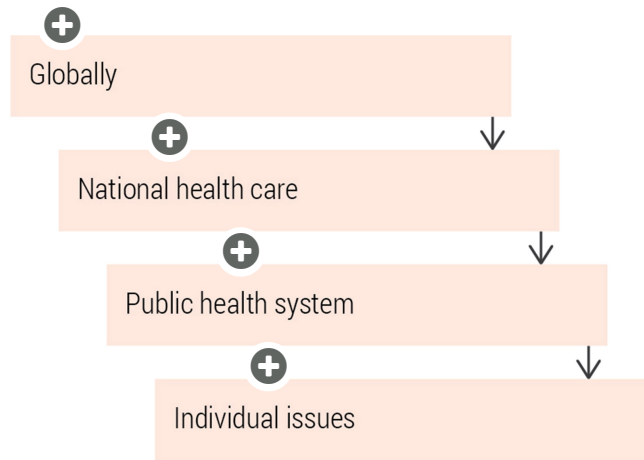 Globally
National health care
Public health system
Individual issues